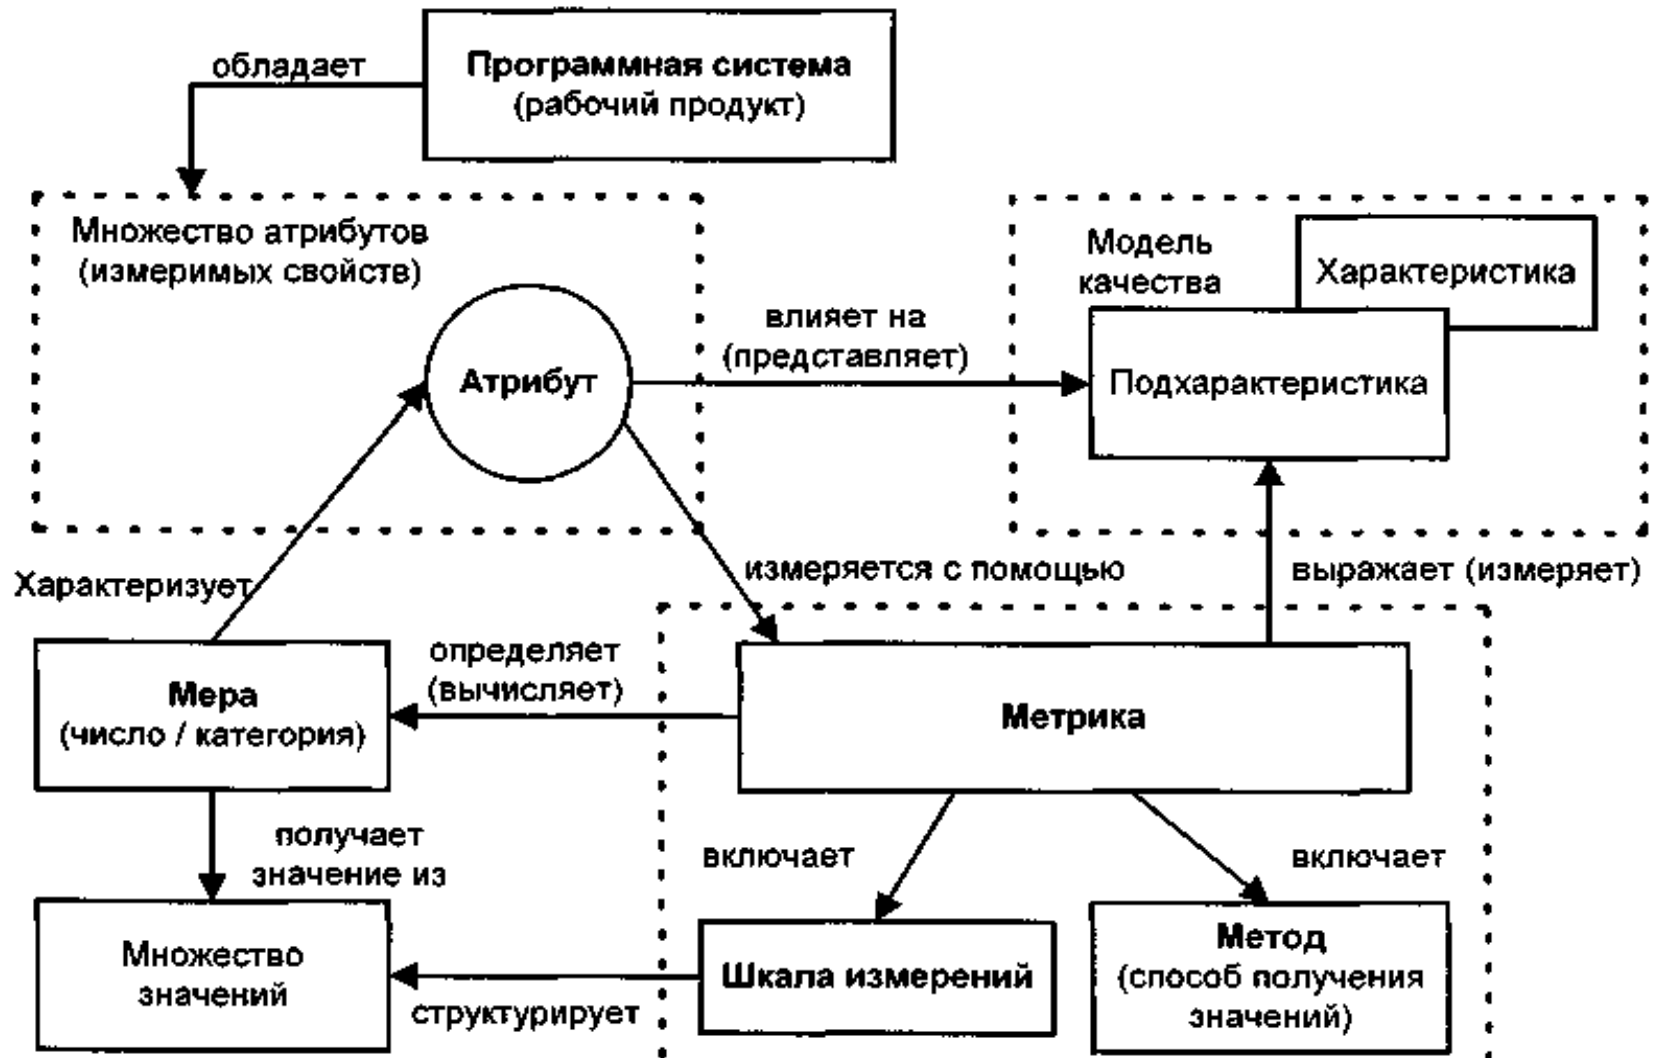 обладает
Программная система
(рабочий продукт)
Множество атрибутов
(измеримых свойств)
Модель
качества
Характеристика
влияет на
(представляет)
Атрибут
Подхарактеристика
Характеризует
измеряется с помощью
выражает (измеряет)
определяет
(вычисляет)
Мера
(число / категория)
Метрика
получает
значение из
включает
включает
Множество
значений
структурирует
Шкала измерений
Метод
(способ получения
значений)